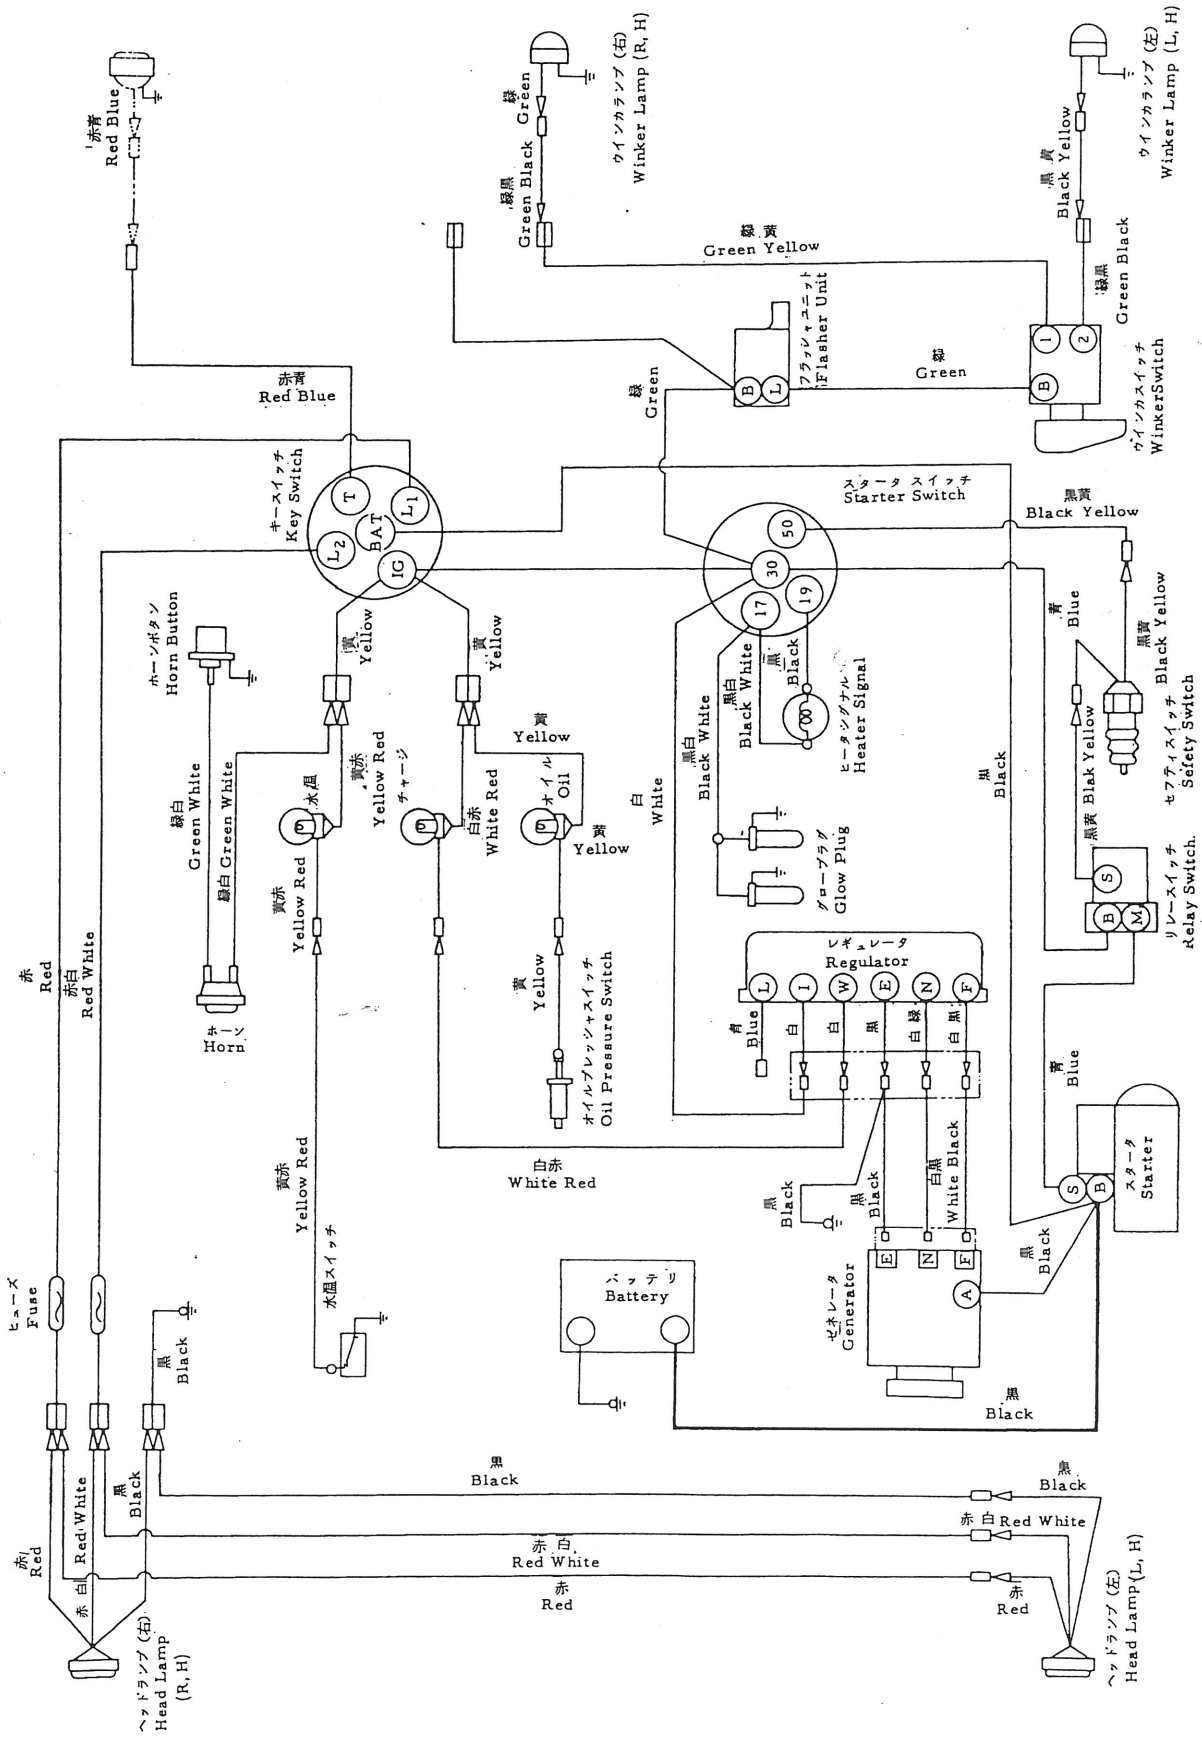 赤青
Red Blue
緑
Green
緑黒
Green Black
ウインカランプ (右)
Winker Lamp (R, H)
黒 黄
Black Yellow
ウインカランプ (左)
Winker Lamp (L, H)
緑 黄
Green Yellow
緑黒
Green Black
フラッシャユニット
Flasher Unit
B
L
緑
Green
緑
Green
1
2
B
ウインカスイッチ
WinkerSwitch
赤青
Red Blue
キースイッチ
Key Switch
T
L1
BAT
L2
IG
スタータ スイッチ
Starter Switch
50
30
19
17
黒黄
Black Yellow
ホーンボタン
Horn Button
黄
Yellow
黄
Yellow
青
Blue
黒黄
Black Yellow
セフティスイッチ
Sefety Switch
黒白
Black White
黒
Black
ヒータシグナル
Heater Signal
黒白
Black White
白
White
黒
Black
黒黄 Blak Yellow
緑白
Green White
緑白 Green White
水温
黄赤
Yellow Red
チャージ
白赤
White Red
黄
Yellow
オイル
Oil
黄
Yellow
グロープラグ
Glow Plug
S
B
M
リレースイッチ
Relay Switch.
赤
Red
赤白
Red White
ホーン
Horn
黄赤
Yellow Red
黄
Yellow
オイルプレッシャスイッチ
Oil Pressure Switch
レギュレータ
Regulator
L
I
W
E
N
F
青
Blue
白
白
黒
白 緑
白 黒
青
Blue
白赤
White Red
黄赤
Yellow Red
水温スイッチ
黒
Black
黒
Black
白黒
White Black
S
B
スタータ
Starter
黒
Black
E
N
F
A
ゼネレータ
Generator
バッテリ
Battery
黒
Black
ヒューズ
Fuse
黒
Black
黒
Black
黒
Black
赤 白 Red White
赤 白
Red White
赤
Red
赤
Red
赤
Red
赤 白 Red White
黒
Black
ヘッドランプ (右)
Head Lamp
(R, H)
ヘッドランプ (左)
Head Lamp (L, H)